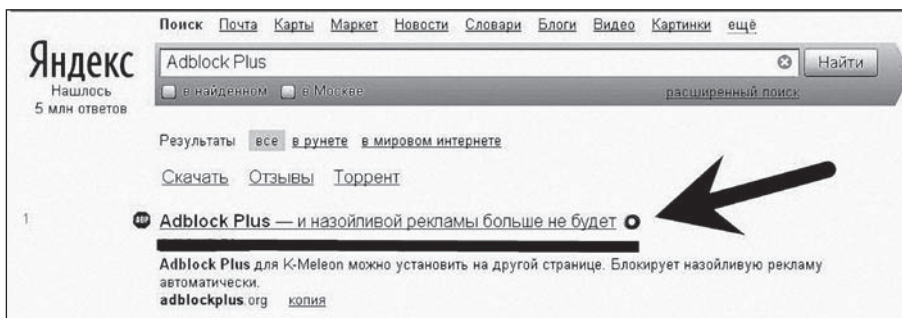 Поиск Почта Карты Маркет Новости Словари Блоги Видео Картинки ещё
Яндекс
Adblock Plus
Найти
Нашлось
5 млн ответов
в найденном в Москве расширенный поиск
Результаты все в рунете в мировом интернете
Скачать Отзывы Торрент
1 ABP Adblock Plus — и назойливой рекламы больше не будет
Adblock Plus для K-Meleon можно установить на другой странице. Блокирует назойливую рекламу
автоматически.
adblockplus.org копия